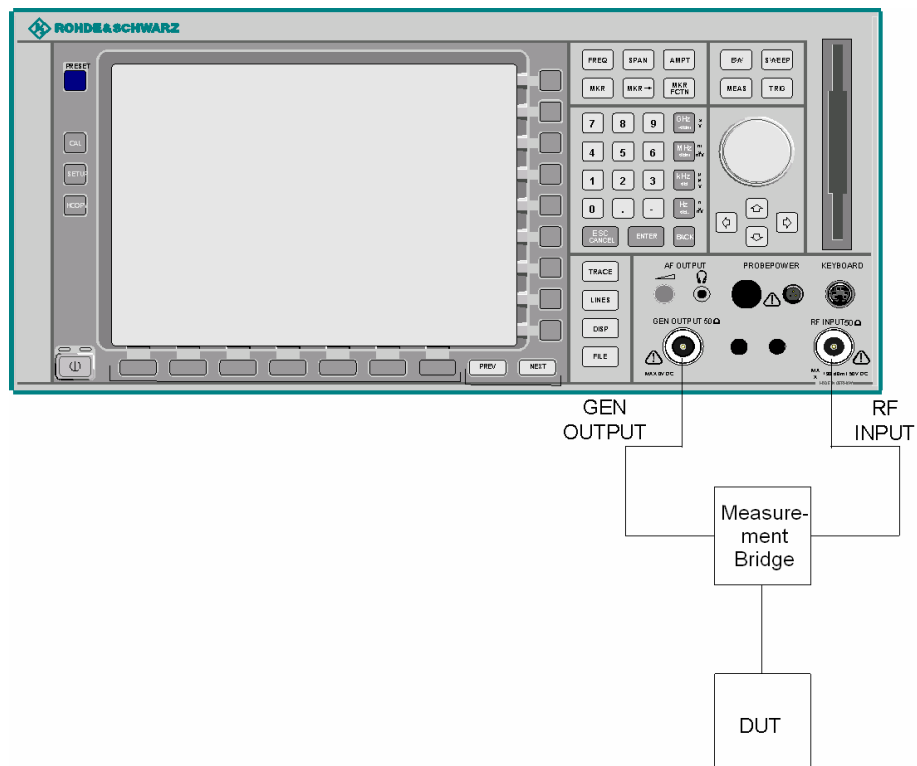 ROHDE&SCHWARZ
PRESET
CAL
SETUP
HCOPY
FREQ SPAN AMPT
BW SWEEP
MKR MKR→ MKR FCTN
MEAS TRIG
7 8 9 GHz
4 5 6 MHz
1 2 3 kHz
0 . - Hz
ESC CANCEL ENTER BACK
TRACE
LINES
DISP
FILE
PREV NEXT
AF OUTPUT PROBEPOWER KEYBOARD
GEN OUTPUT 50Ω
RF INPUT 50Ω
MAX 0V DC
GEN
OUTPUT
RF
INPUT
Measure-
ment
Bridge
DUT